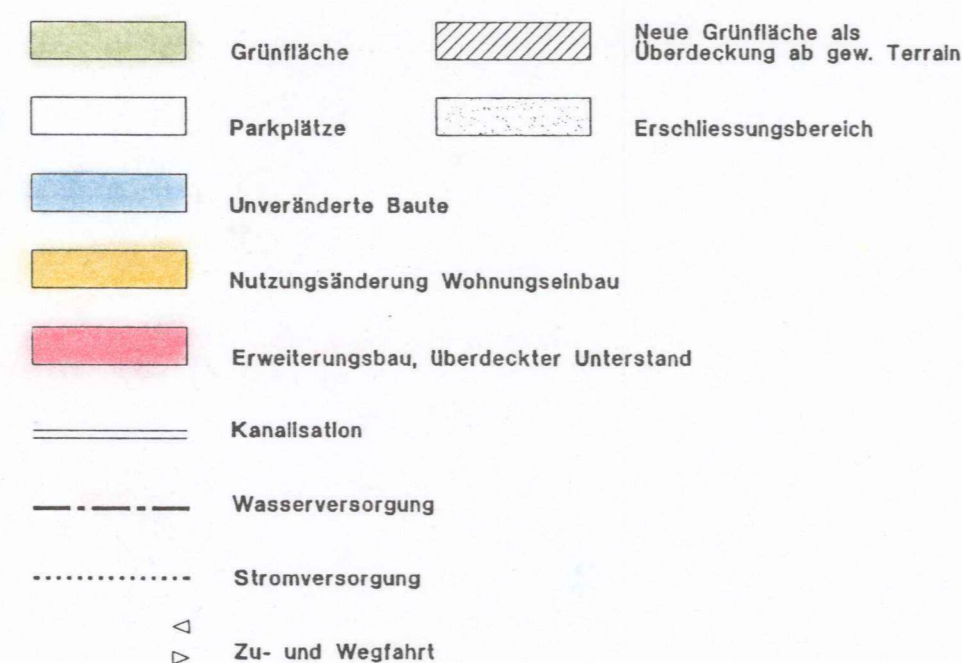 Grünfläche
Neue Grünfläche als
Überdeckung ab gew. Terrain
Parkplätze
Erschliessungsbereich
Unveränderte Baute
Nutzungsänderung Wohnungseinbau
Erweiterungsbau, überdeckter Unterstand
Kanalisation
Wasserversorgung
Stromversorgung
Zu- und Wegfahrt